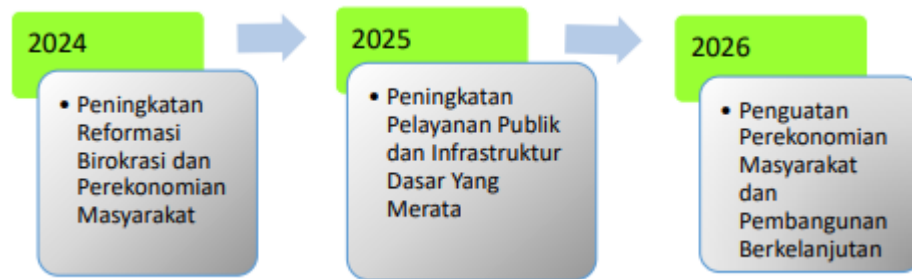 2024
• Peningkatan
Reformasi
Birokrasi dan
Perekonomian
Masyarakat
2025
• Peningkatan
Pelayanan Publik
dan Infrastruktur
Dasar Yang
Merata
2026
• Penguatan
Perekonomian
Masyarakat
dan
Pembangunan
Berkelanjutan